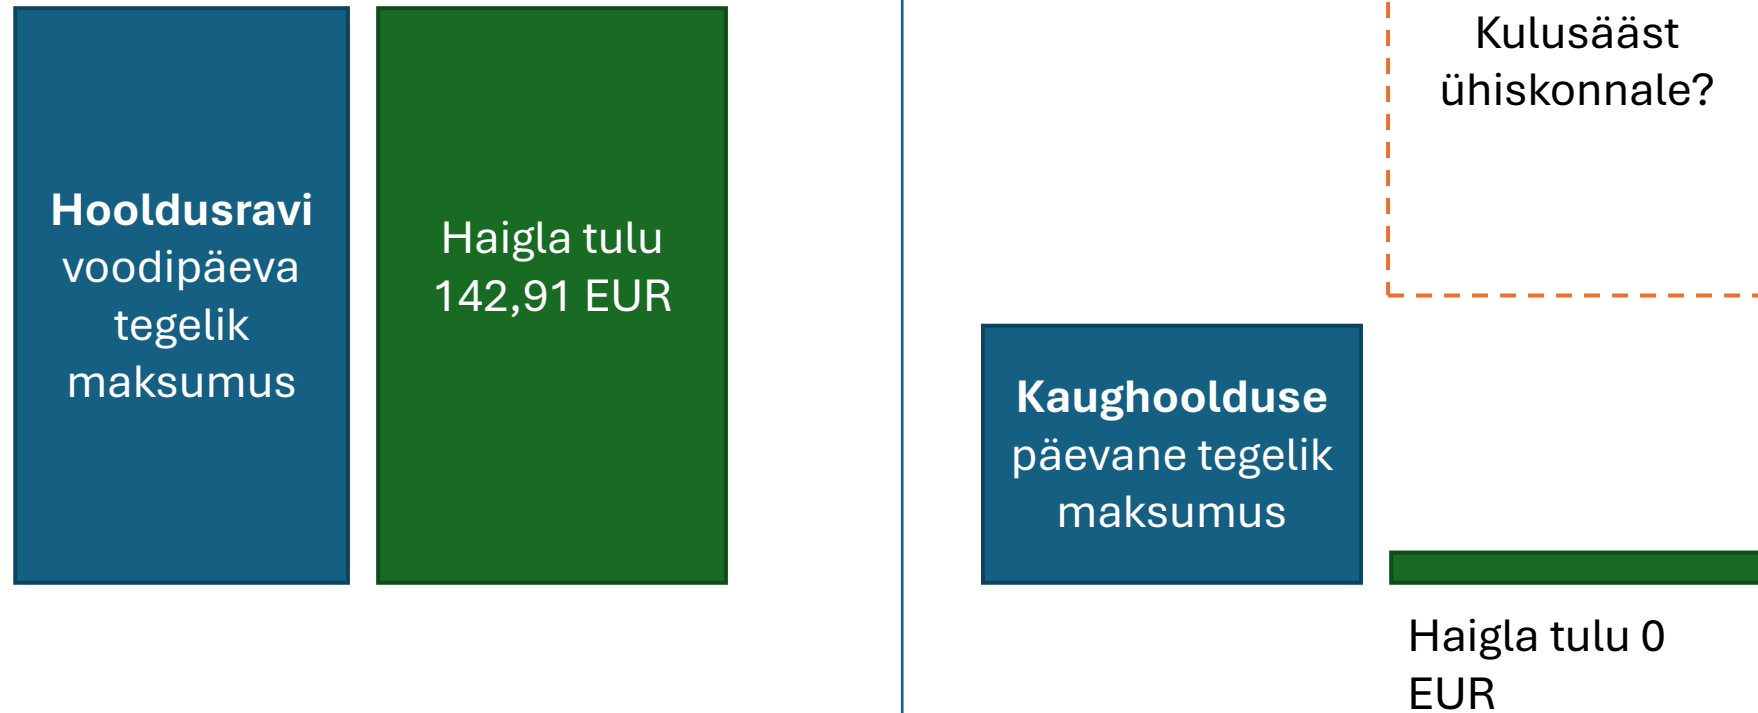 Hooldusravi
voodipäeva
tegelik
maksumus
Haigla tulu
142,91 EUR
Kulusääst
ühiskonnale?
Kaughoolduse
päevane tegelik
maksumus
Haigla tulu 0
EUR